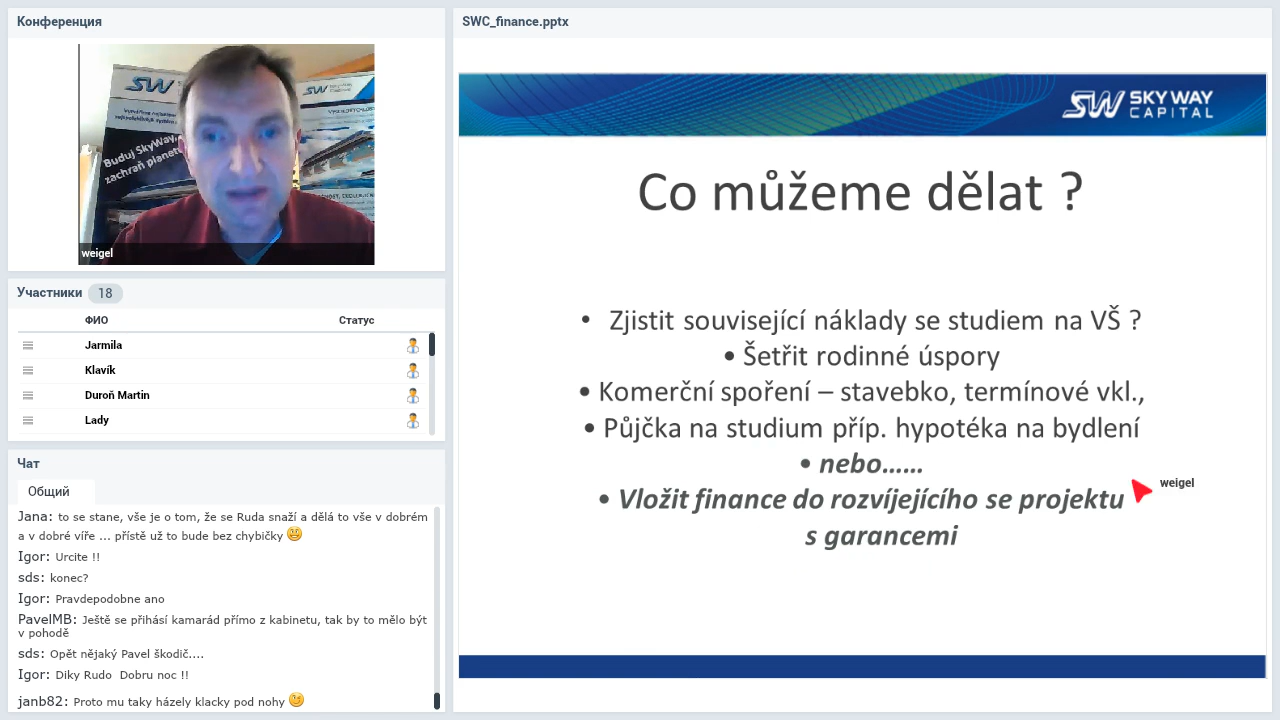 Конференция
SW
Buduj SkyWay,
zachraň planetu
weigel
Участники 18
ФИО Статус
Jarmila
Klavík
Duroň Martin
Lady
Чат
Общий
Jana: to se stane, vše je o tom, že se Ruda snaží a dělá to vše v dobrém
a v dobré víře ... příště už to bude bez chybičky
Igor: Urcite !!
sds: konec?
Igor: Pravdepodobne ano
PavelMB: Ještě se přihásí kamarád přímo z kabinetu, tak by to mělo být
v pohodě
sds: Opět nějaký Pavel škodič....
Igor: Diky Rudo Dobru noc !!
janb82: Proto mu taky házely klacky pod nohy
SWC_finance.pptx
SW SKY WAY
CAPITAL
Co můžeme dělat ?
• Zjistit související náklady se studiem na VŠ ?
• Šetřit rodinné úspory
• Komerční spoření – stavebko, termínové vkl.,
• Půjčka na studium příp. hypotéka na bydlení
• nebo……
• Vložit finance do rozvíjejícího se projektu
s garancemi
weigel